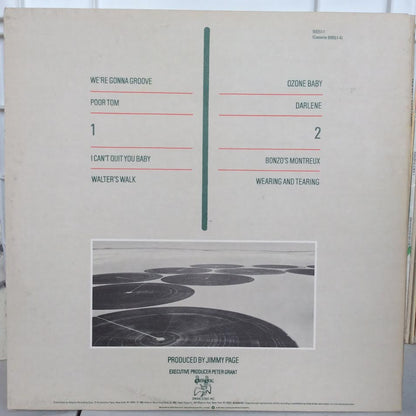 WE'RE GONNA GROOVE
POOR TOM
1
I CAN'T QUIT YOU BABY
WALTER'S WALK
OZONE BABY
DARLENE
2
BONZO'S MONTREUX
WEARING AND TEARING
PRODUCED BY JIMMY PAGE
EXECUTIVE PRODUCER PETER GRANT